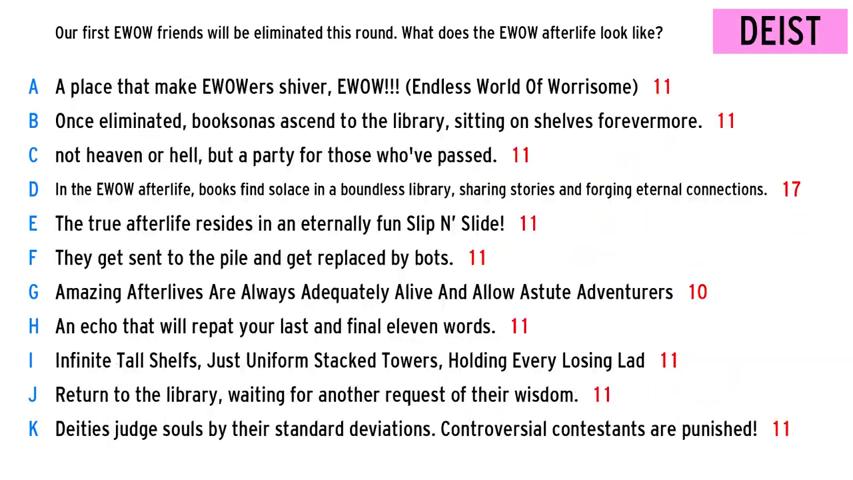 Our first EWOW friends will be eliminated this round. What does the EWOW afterlife look like?
DEIST
A A place that make EWOWers shiver, EWOW!!! (Endless World Of Worrisome) 11
B Once eliminated, booksonas ascend to the library, sitting on shelves forevermore. 11
C not heaven or hell, but a party for those who've passed. 11
D In the EWOW afterlife, books find solace in a boundless library, sharing stories and forging eternal connections. 17
E The true afterlife resides in an eternally fun Slip N' Slide! 11
F They get sent to the pile and get replaced by bots. 11
G Amazing Afterlives Are Always Adequately Alive And Allow Astute Adventurers 10
H An echo that will repat your last and final eleven words. 11
I Infinite Tall Shelfs, Just Uniform Stacked Towers, Holding Every Losing Lad 11
J Return to the library, waiting for another request of their wisdom. 11
K Deities judge souls by their standard deviations. Controversial contestants are punished! 11